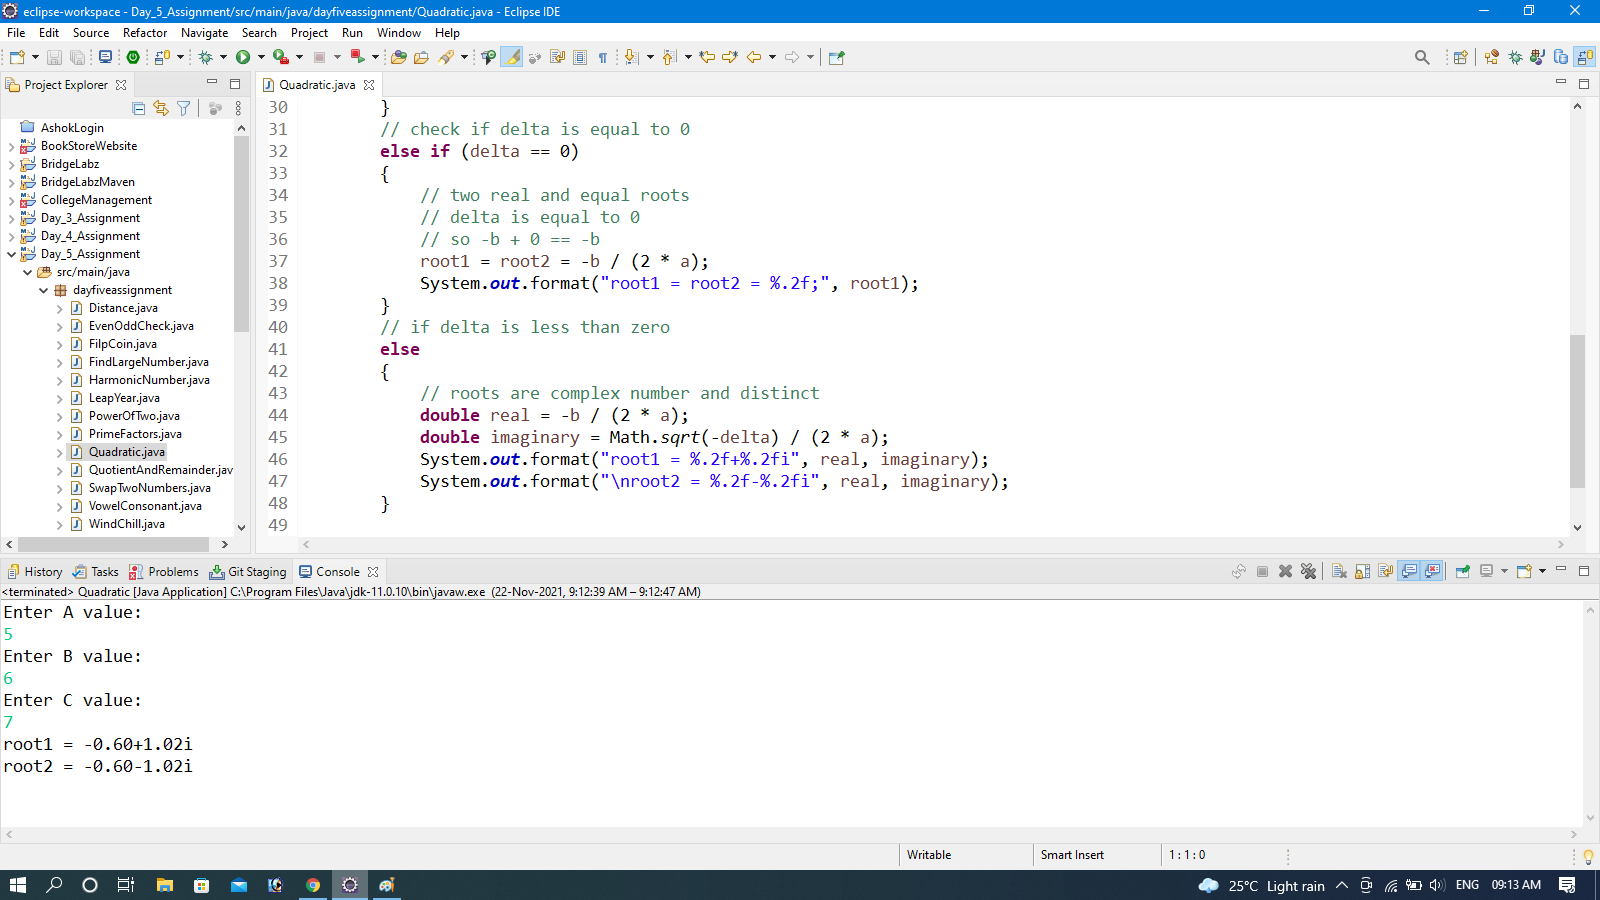 eclipse-workspace - Day_5_Assignment/src/main/java/dayfiveassignment/Quadratic.java - Eclipse IDE
File Edit Source Refactor Navigate Search Project Run Window Help
Project Explorer
AshokLogin
BookStoreWebsite
BridgeLabz
BridgeLabzMaven
CollegeManagement
Day_3_Assignment
Day_4_Assignment
Day_5_Assignment
src/main/java
dayfiveassignment
Distance.java
EvenOddCheck.java
FilpCoin.java
FindLargeNumber.java
HarmonicNumber.java
LeapYear.java
PowerOfTwo.java
PrimeFactors.java
Quadratic.java
QuotientAndRemainder.jav
SwapTwoNumbers.java
VowelConsonant.java
WindChill.java
Quadratic.java
30 }
31 // check if delta is equal to 0
32 else if (delta == 0)
33 {
34 // two real and equal roots
35 // delta is equal to 0
36 // so -b + 0 == -b
37 root1 = root2 = -b / (2 * a);
38 System.out.format("root1 = root2 = %.2f;", root1);
39 }
40 // if delta is less than zero
41 else
42 {
43 // roots are complex number and distinct
44 double real = -b / (2 * a);
45 double imaginary = Math.sqrt(-delta) / (2 * a);
46 System.out.format("root1 = %.2f+%.2fi", real, imaginary);
47 System.out.format("\nroot2 = %.2f-%.2fi", real, imaginary);
48 }
49
History Tasks Problems Git Staging Console
<terminated> Quadratic [Java Application] C:\Program Files\Java\jdk-11.0.10\bin\javaw.exe (22-Nov-2021, 9:12:39 AM – 9:12:47 AM)
Enter A value:
5
Enter B value:
6
Enter C value:
7
root1 = -0.60+1.02i
root2 = -0.60-1.02i
Writable Smart Insert 1 : 1 : 0
25°C Light rain ENG 09:13 AM